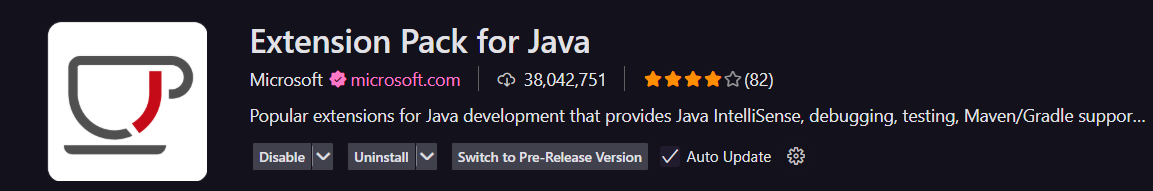 Extension Pack for Java
Microsoft microsoft.com 38,042,751 (82)
Popular extensions for Java development that provides Java IntelliSense, debugging, testing, Maven/Gradle suppor...
Disable Uninstall Switch to Pre-Release Version Auto Update